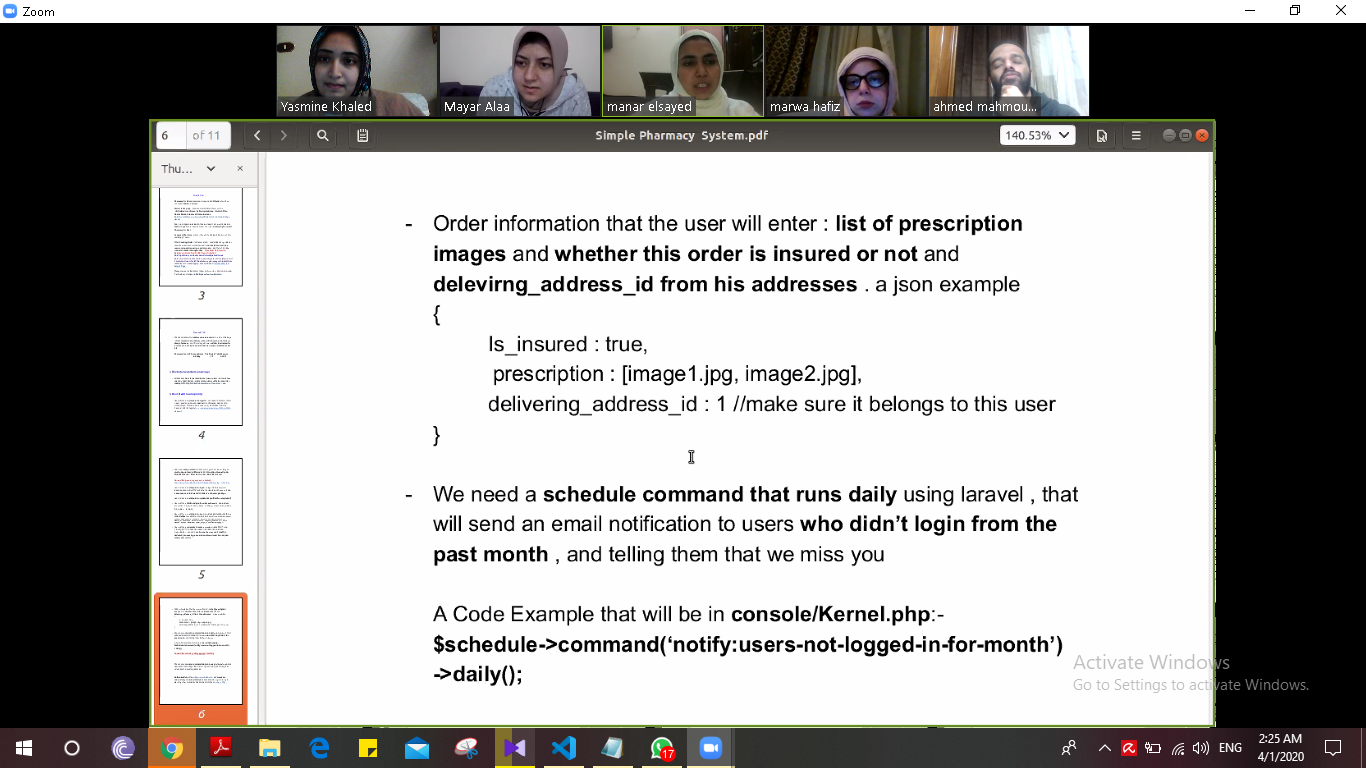 Zoom
Yasmine Khaled
Mayar Alaa
manar elsayed
marwa hafiz
ahmed mahmou...
6 of 11
Simple Pharmacy System.pdf
140.53%
Thu...
3
4
5
6
- Order information that the user will enter : list of prescription
images and whether this order is insured or not and
delevirng_address_id from his addresses . a json example
{
Is_insured : true,
prescription : [image1.jpg, image2.jpg],
delivering_address_id : 1 //make sure it belongs to this user
}
- We need a schedule command that runs daily using laravel , that
will send an email notification to users who didn’t login from the
past month , and telling them that we miss you
A Code Example that will be in console/Kernel.php:-
$schedule->command(‘notify:users-not-logged-in-for-month’)
->daily();
Activate Windows
Go to Settings to activate Windows.
17
ENG
2:25 AM
4/1/2020